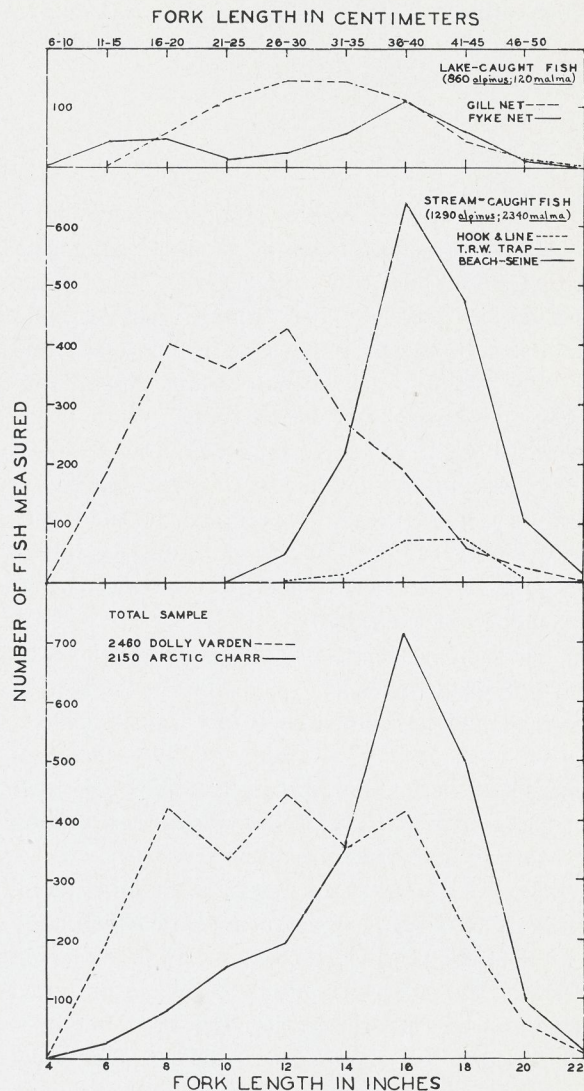 FORK LENGTH IN CENTIMETERS
6-10 11-15 16-20 21-25 26-30 31-35 36-40 41-45 46-50
LAKE-CAUGHT FISH
(860 alpinus; 120 malma)
100
GILL NET
FYKE NET
STREAM-CAUGHT FISH
(1290 alpinus; 2340 malma)
600
HOOK & LINE
T.R.W. TRAP
BEACH-SEINE
500
400
300
200
100
NUMBER OF FISH MEASURED
TOTAL SAMPLE
2460 DOLLY VARDEN
2150 ARCTIC CHARR
700
600
500
400
300
200
100
4 6 8 10 12 14 16 18 20 22
FORK LENGTH IN INCHES